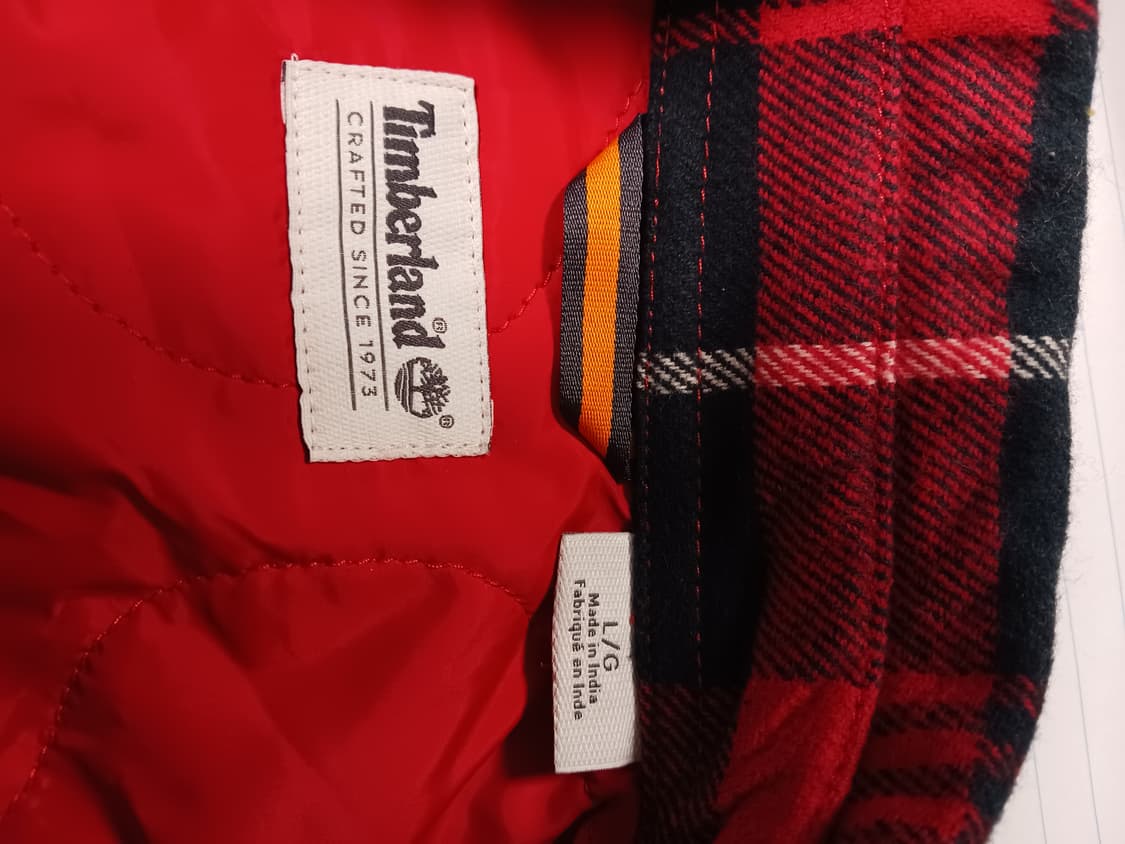 Timberland®
®
CRAFTED SINCE 1973
L/G
Made in India
Fabriqué en Inde